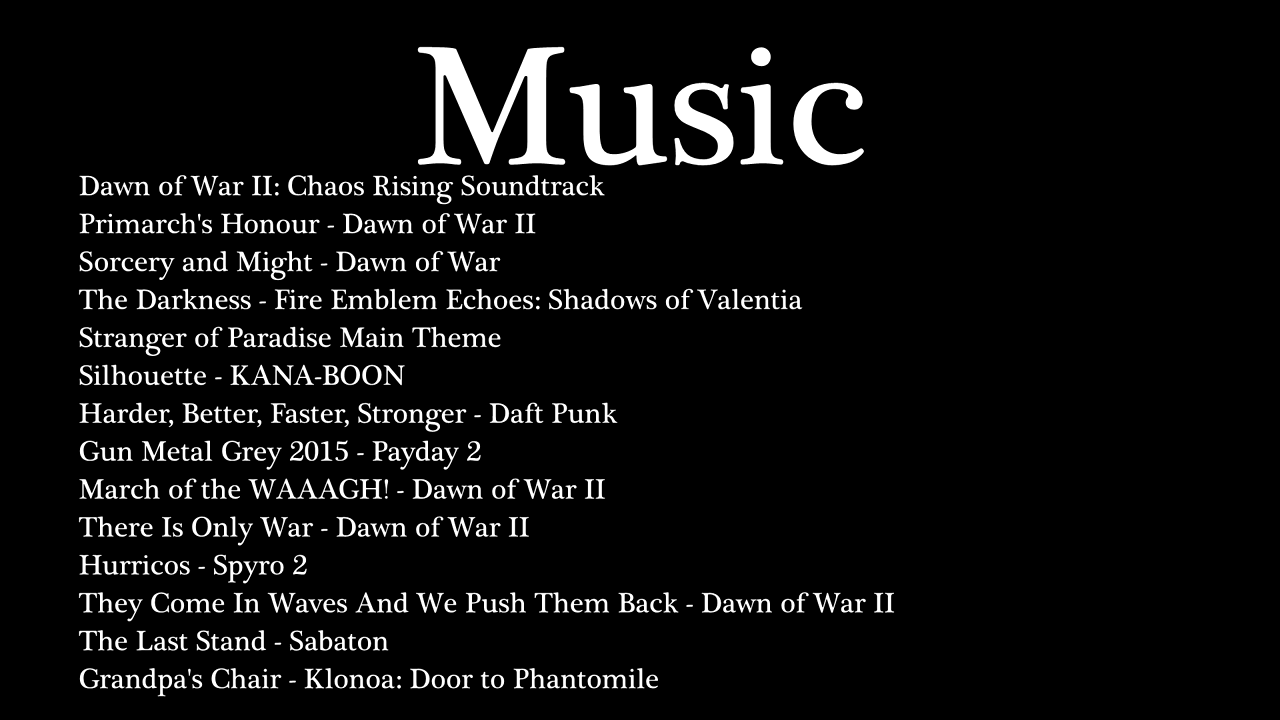 Music
Dawn of War II: Chaos Rising Soundtrack
Primarch's Honour - Dawn of War II
Sorcery and Might - Dawn of War
The Darkness - Fire Emblem Echoes: Shadows of Valentia
Stranger of Paradise Main Theme
Silhouette - KANA-BOON
Harder, Better, Faster, Stronger - Daft Punk
Gun Metal Grey 2015 - Payday 2
March of the WAAAGH! - Dawn of War II
There Is Only War - Dawn of War II
Hurricos - Spyro 2
They Come In Waves And We Push Them Back - Dawn of War II
The Last Stand - Sabaton
Grandpa's Chair - Klonoa: Door to Phantomile